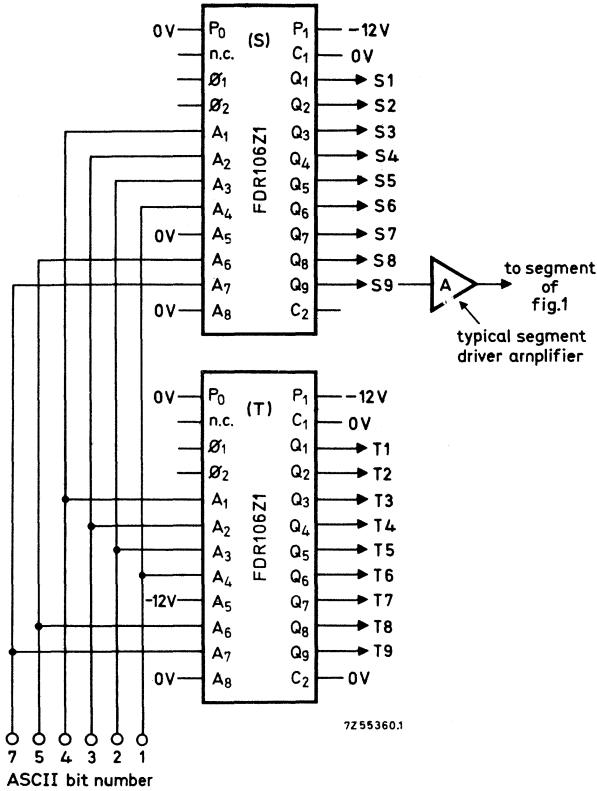 0V P₀ (S) P₁ -12V
n.c. C₁ 0V
Ø₁ Q₁ S1
Ø₂ Q₂ S2
A₁ Q₃ S3
A₂ Q₄ S4
A₃ Q₅ S5
A₄ Q₆ S6
0V A₅ Q₇ S7
A₆ Q₈ S8
A₇ Q₉ S9
0V A₈ C₂
FDR106Z1
A
to segment
of
fig.1
typical segment
driver amplifier
0V P₀ (T) P₁ -12V
n.c. C₁ 0V
Ø₁ Q₁ T1
Ø₂ Q₂ T2
A₁ Q₃ T3
A₂ Q₄ T4
A₃ Q₅ T5
A₄ Q₆ T6
-12V A₅ Q₇ T7
A₆ Q₈ T8
A₇ Q₉ T9
0V A₈ C₂ 0V
FDR106Z1
7Z55360.1
7 5 4 3 2 1
ASCII bit number